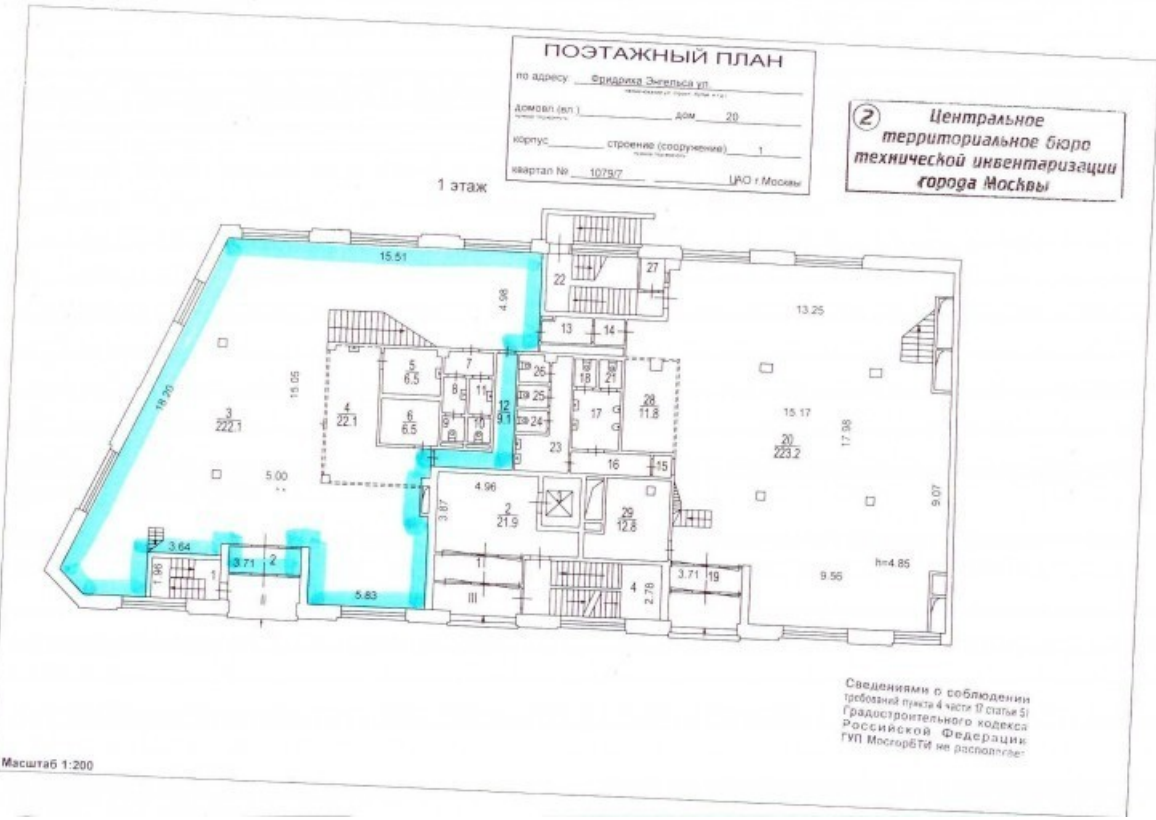 ПОЭТАЖНЫЙ ПЛАН
по адресу Фридриха Энгельса ул.
домовл.(вл.) дом 20
корпус строение (сооружение) 1
квартал № 1079/7 ЦАО г.Москвы
2
Центральное
территориальное бюро
технической инвентаризации
города Москвы
1 этаж
15.51
4.98
22
27
13
14
13.25
18.20
3
222.1
15.05
4
22.1
5
6.5
6
6.5
7
8
11
9
10
12
9.1
26
25
24
23
18
21
17
16
15
28
11.8
15.17
20
223.2
17.98
9.07
5.00
4.96
3.87
2
21.9
29
12.8
3.64
1.96
1
3.71
2
II
5.83
I
III
4
2.78
3.71
19
9.56
h=4.85
Сведениями о соблюдении
требований пункта 4 части 17 статьи 51
Градостроительного кодекса
Российской Федерации
ГУП МосгорБТИ не располагает
Масштаб 1:200